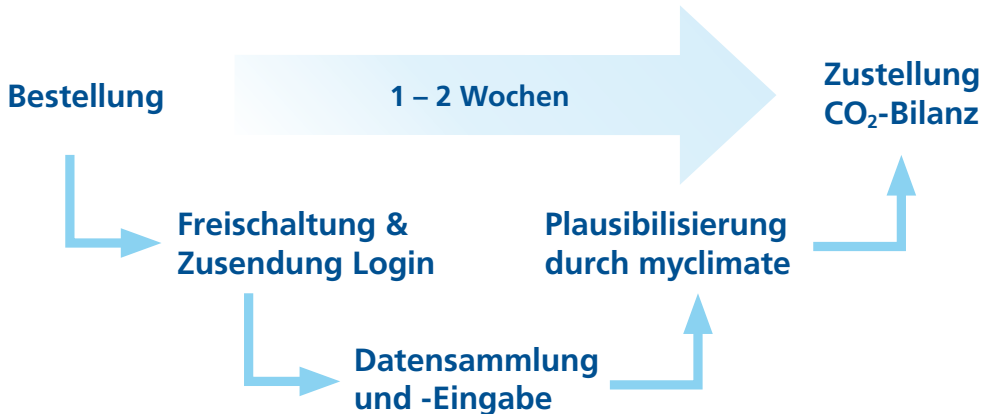 Bestellung
1 – 2 Wochen
Zustellung
CO₂-Bilanz
Freischaltung &
Zusendung Login
Plausibilisierung
durch myclimate
Datensammlung
und -Eingabe